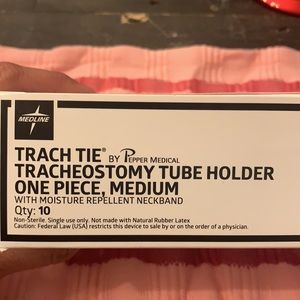 MEDLINE
TRACH TIE® BY PEPPER MEDICAL
TRACHEOSTOMY TUBE HOLDER
ONE PIECE, MEDIUM
WITH MOISTURE REPELLENT NECKBAND
Qty: 10
Non-Sterile. Single use only. Not made with Natural Rubber Latex
Caution: Federal Law (USA) restricts this device to sale by or on the order of a physician.